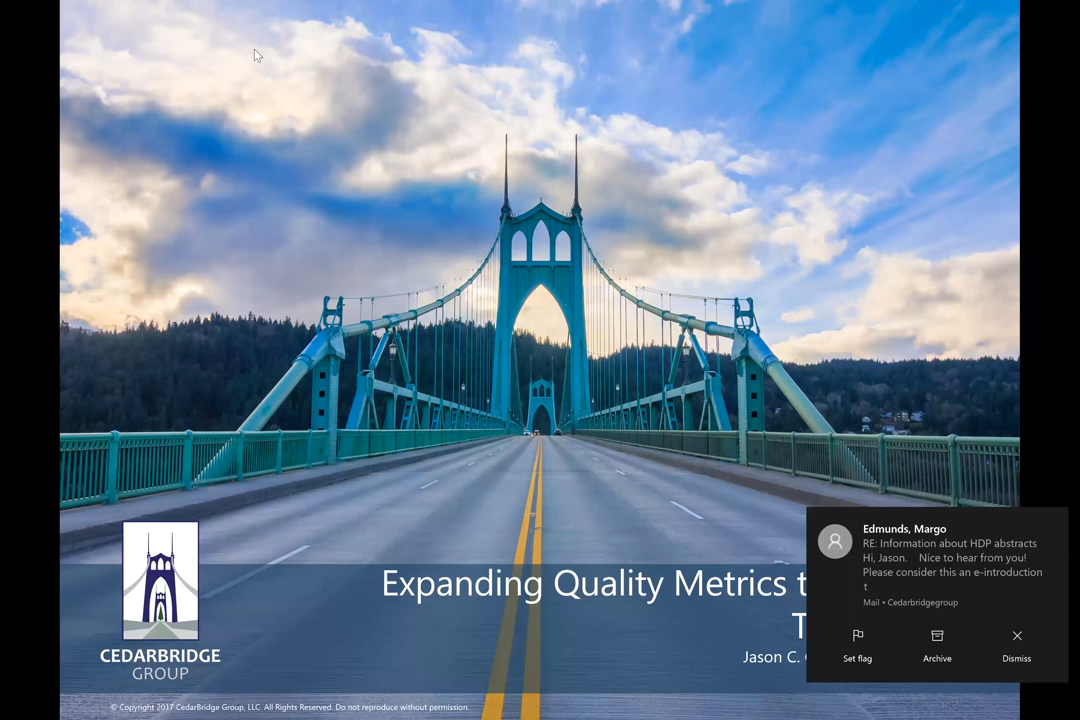 Edmunds, Margo
RE: Information about HDP abstracts
Hi, Jason. Nice to hear from you!
Please consider this an e-introduction
t
Mail • Cedarbridgegroup
Set flag
Archive
Dismiss
Expanding Quality Metrics t
T
Jason C.
CEDARBRIDGE
GROUP
© Copyright 2017 CedarBridge Group, LLC. All Rights Reserved. Do not reproduce without permission.